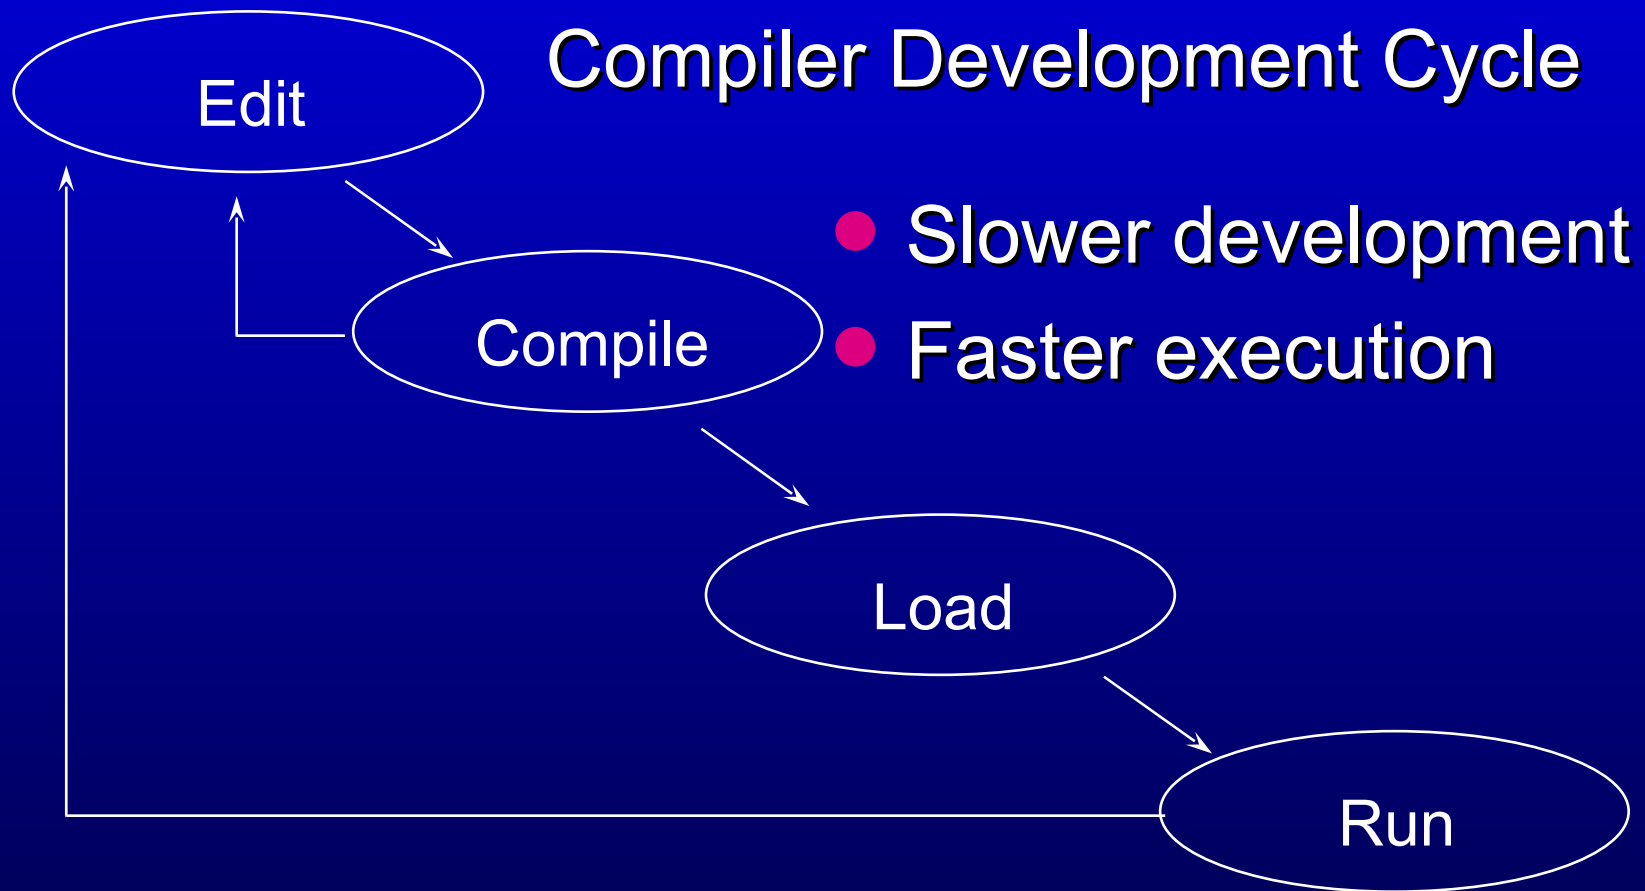 Compiler Development Cycle
Edit
Slower development
Compile
Faster execution
Load
Run